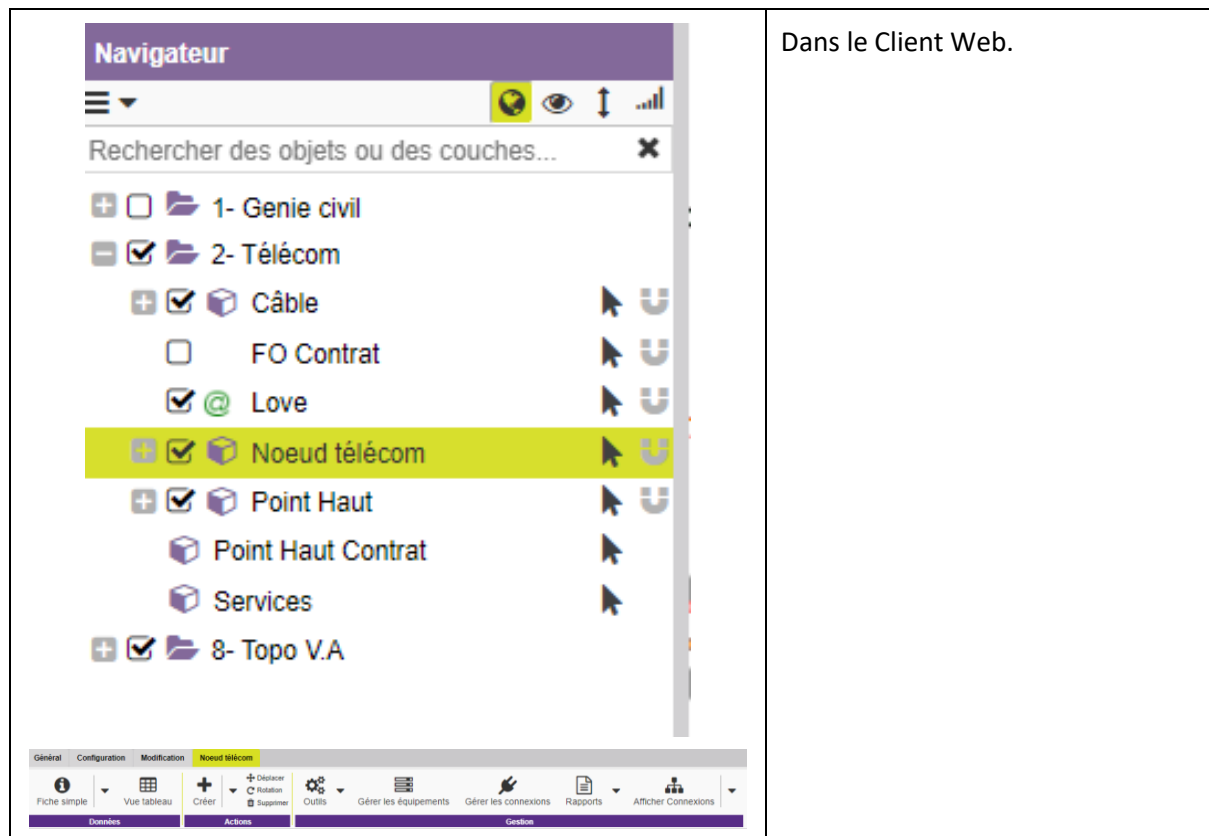 Navigateur
Dans le Client Web.
Rechercher des objets ou des couches...
1- Genie civil
2- Télécom
Câble
FO Contrat
@ Love
Noeud télécom
Point Haut
Point Haut Contrat
Services
8- Topo V.A
Général Configuration Modification Noeud télécom
Fiche simple Vue tableau Créer Déplacer Rotation Supprimer Outils Gérer les équipements Gérer les connexions Rapports Afficher Connexions
Données Actions Gestion